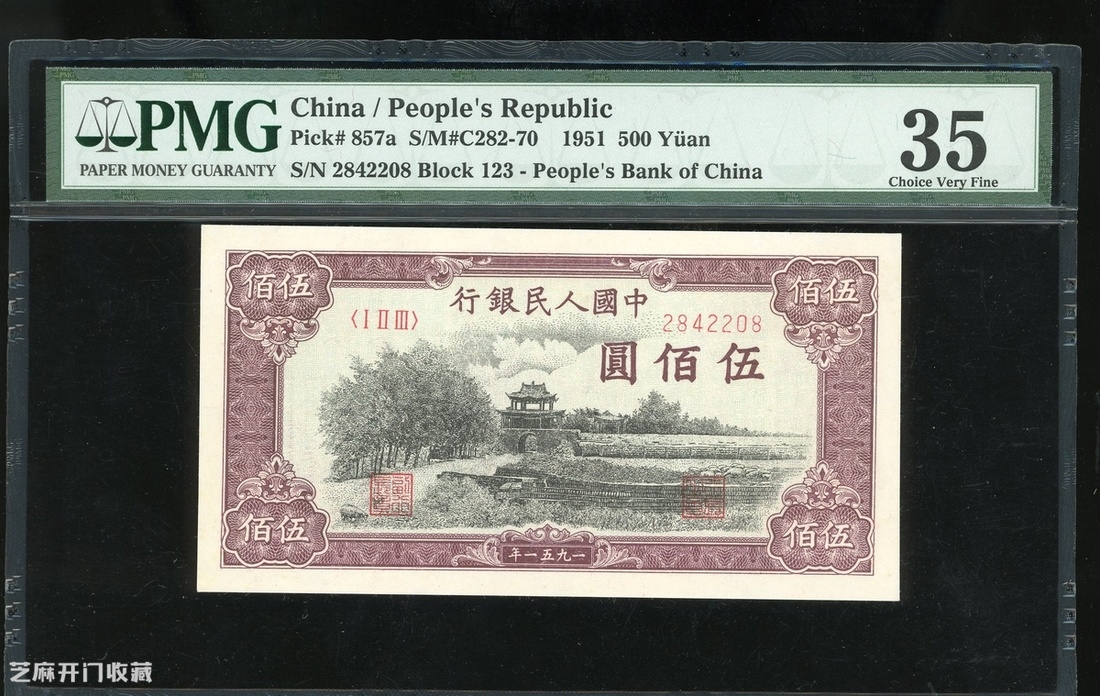 PMG
PAPER MONEY GUARANTY
China / People's Republic
Pick# 857a S/M#C282-70 1951 500 Yüan
S/N 2842208 Block 123 - People's Bank of China
35
Choice Very Fine
佰伍
佰伍
行銀民人國中
〈I II III〉
2842208
圓佰伍
佰伍
佰伍
年一五九一
芝麻开门收藏